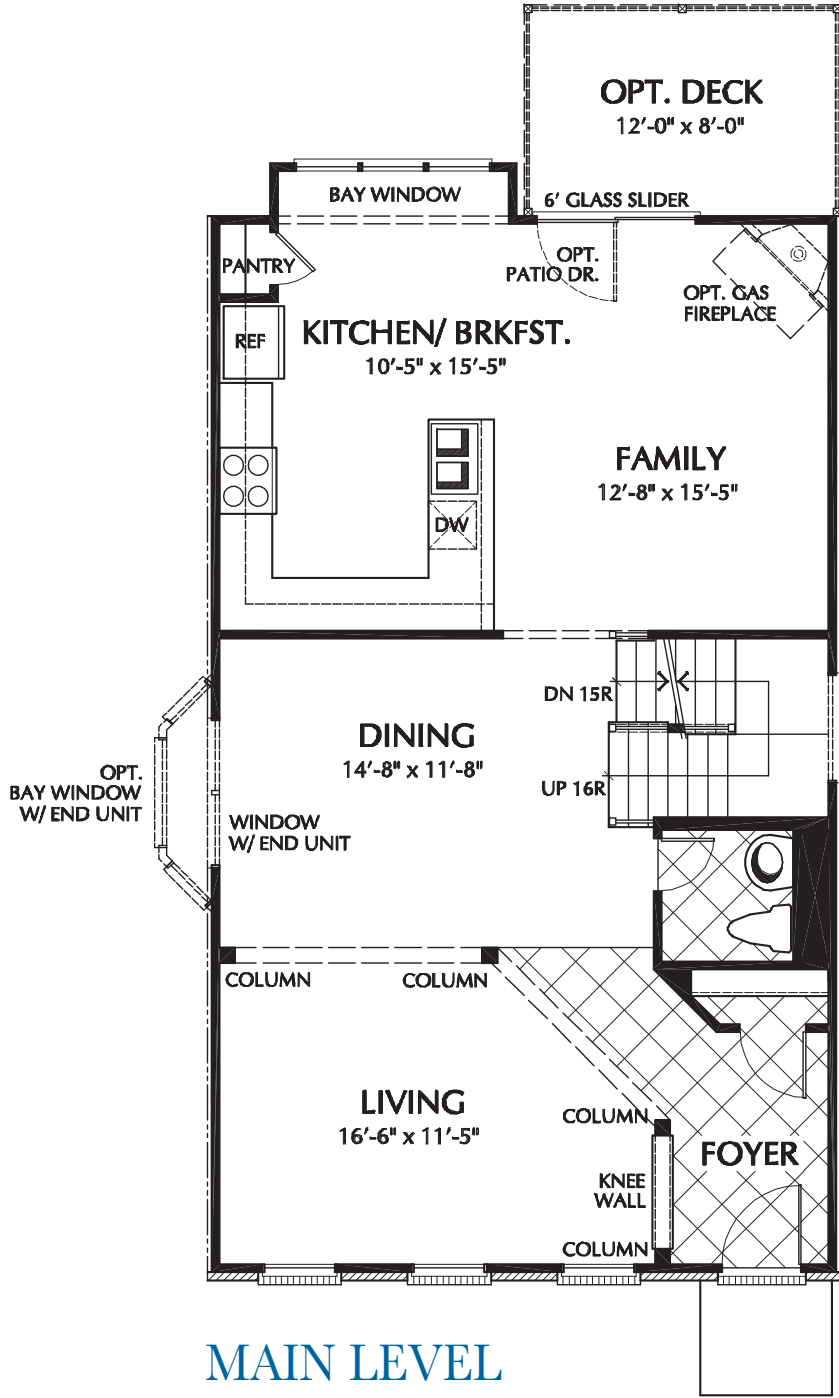 OPT. DECK
12'-0" x 8'-0"
BAY WINDOW
6' GLASS SLIDER
PANTRY
OPT.
PATIO DR.
OPT. GAS
FIREPLACE
REF
KITCHEN/ BRKFST.
10'-5" x 15'-5"
FAMILY
12'-8" x 15'-5"
DW
DN 15R
DINING
14'-8" x 11'-8"
UP 16R
OPT.
BAY WINDOW
W/ END UNIT
WINDOW
W/ END UNIT
COLUMN
COLUMN
LIVING
16'-6" x 11'-5"
COLUMN
FOYER
KNEE
WALL
COLUMN
MAIN LEVEL